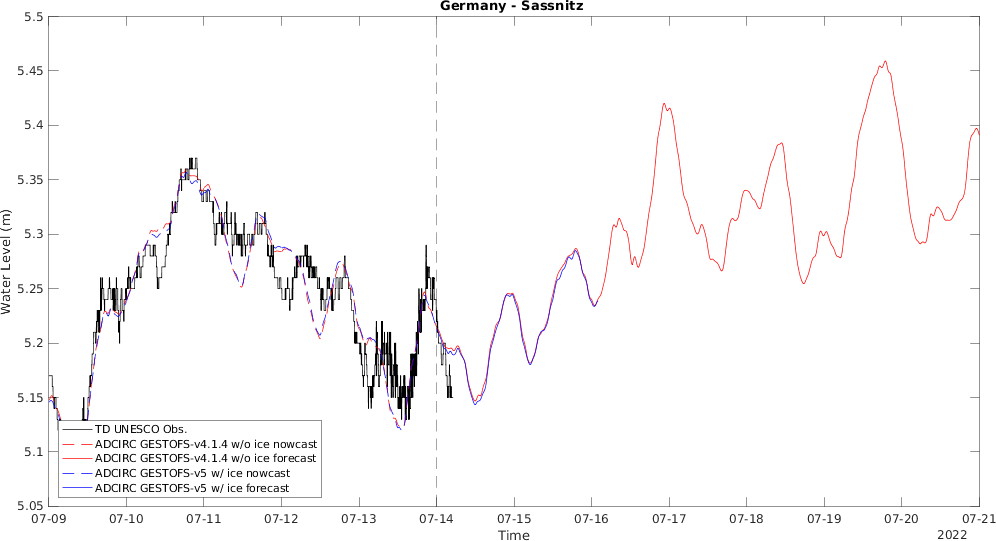 Germany - Sassnitz
5.5
5.45
5.4
5.35
5.3
5.25
5.2
5.15
5.1
5.05
Water Level (m)
TD UNESCO Obs.
ADCIRC GESTOFS-v4.1.4 w/o ice nowcast
ADCIRC GESTOFS-v4.1.4 w/o ice forecast
ADCIRC GESTOFS-v5 w/ ice nowcast
ADCIRC GESTOFS-v5 w/ ice forecast
07-09 07-10 07-11 07-12 07-13 07-14 07-15 07-16 07-17 07-18 07-19 07-20 07-21
Time
2022